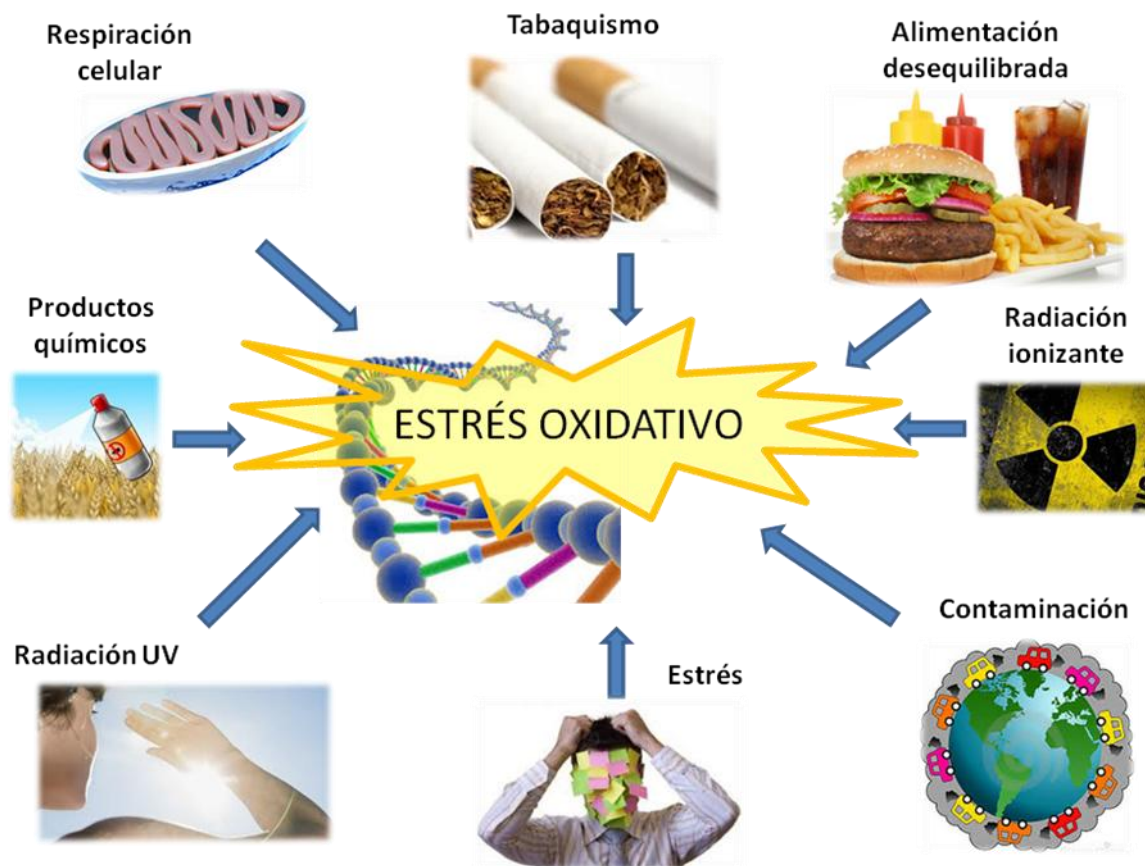 Respiración
celular
Tabaquismo
Alimentación
desequilibrada
Productos
químicos
Radiación
ionizante
ESTRÉS OXIDATIVO
Radiación UV
Estrés
Contaminación